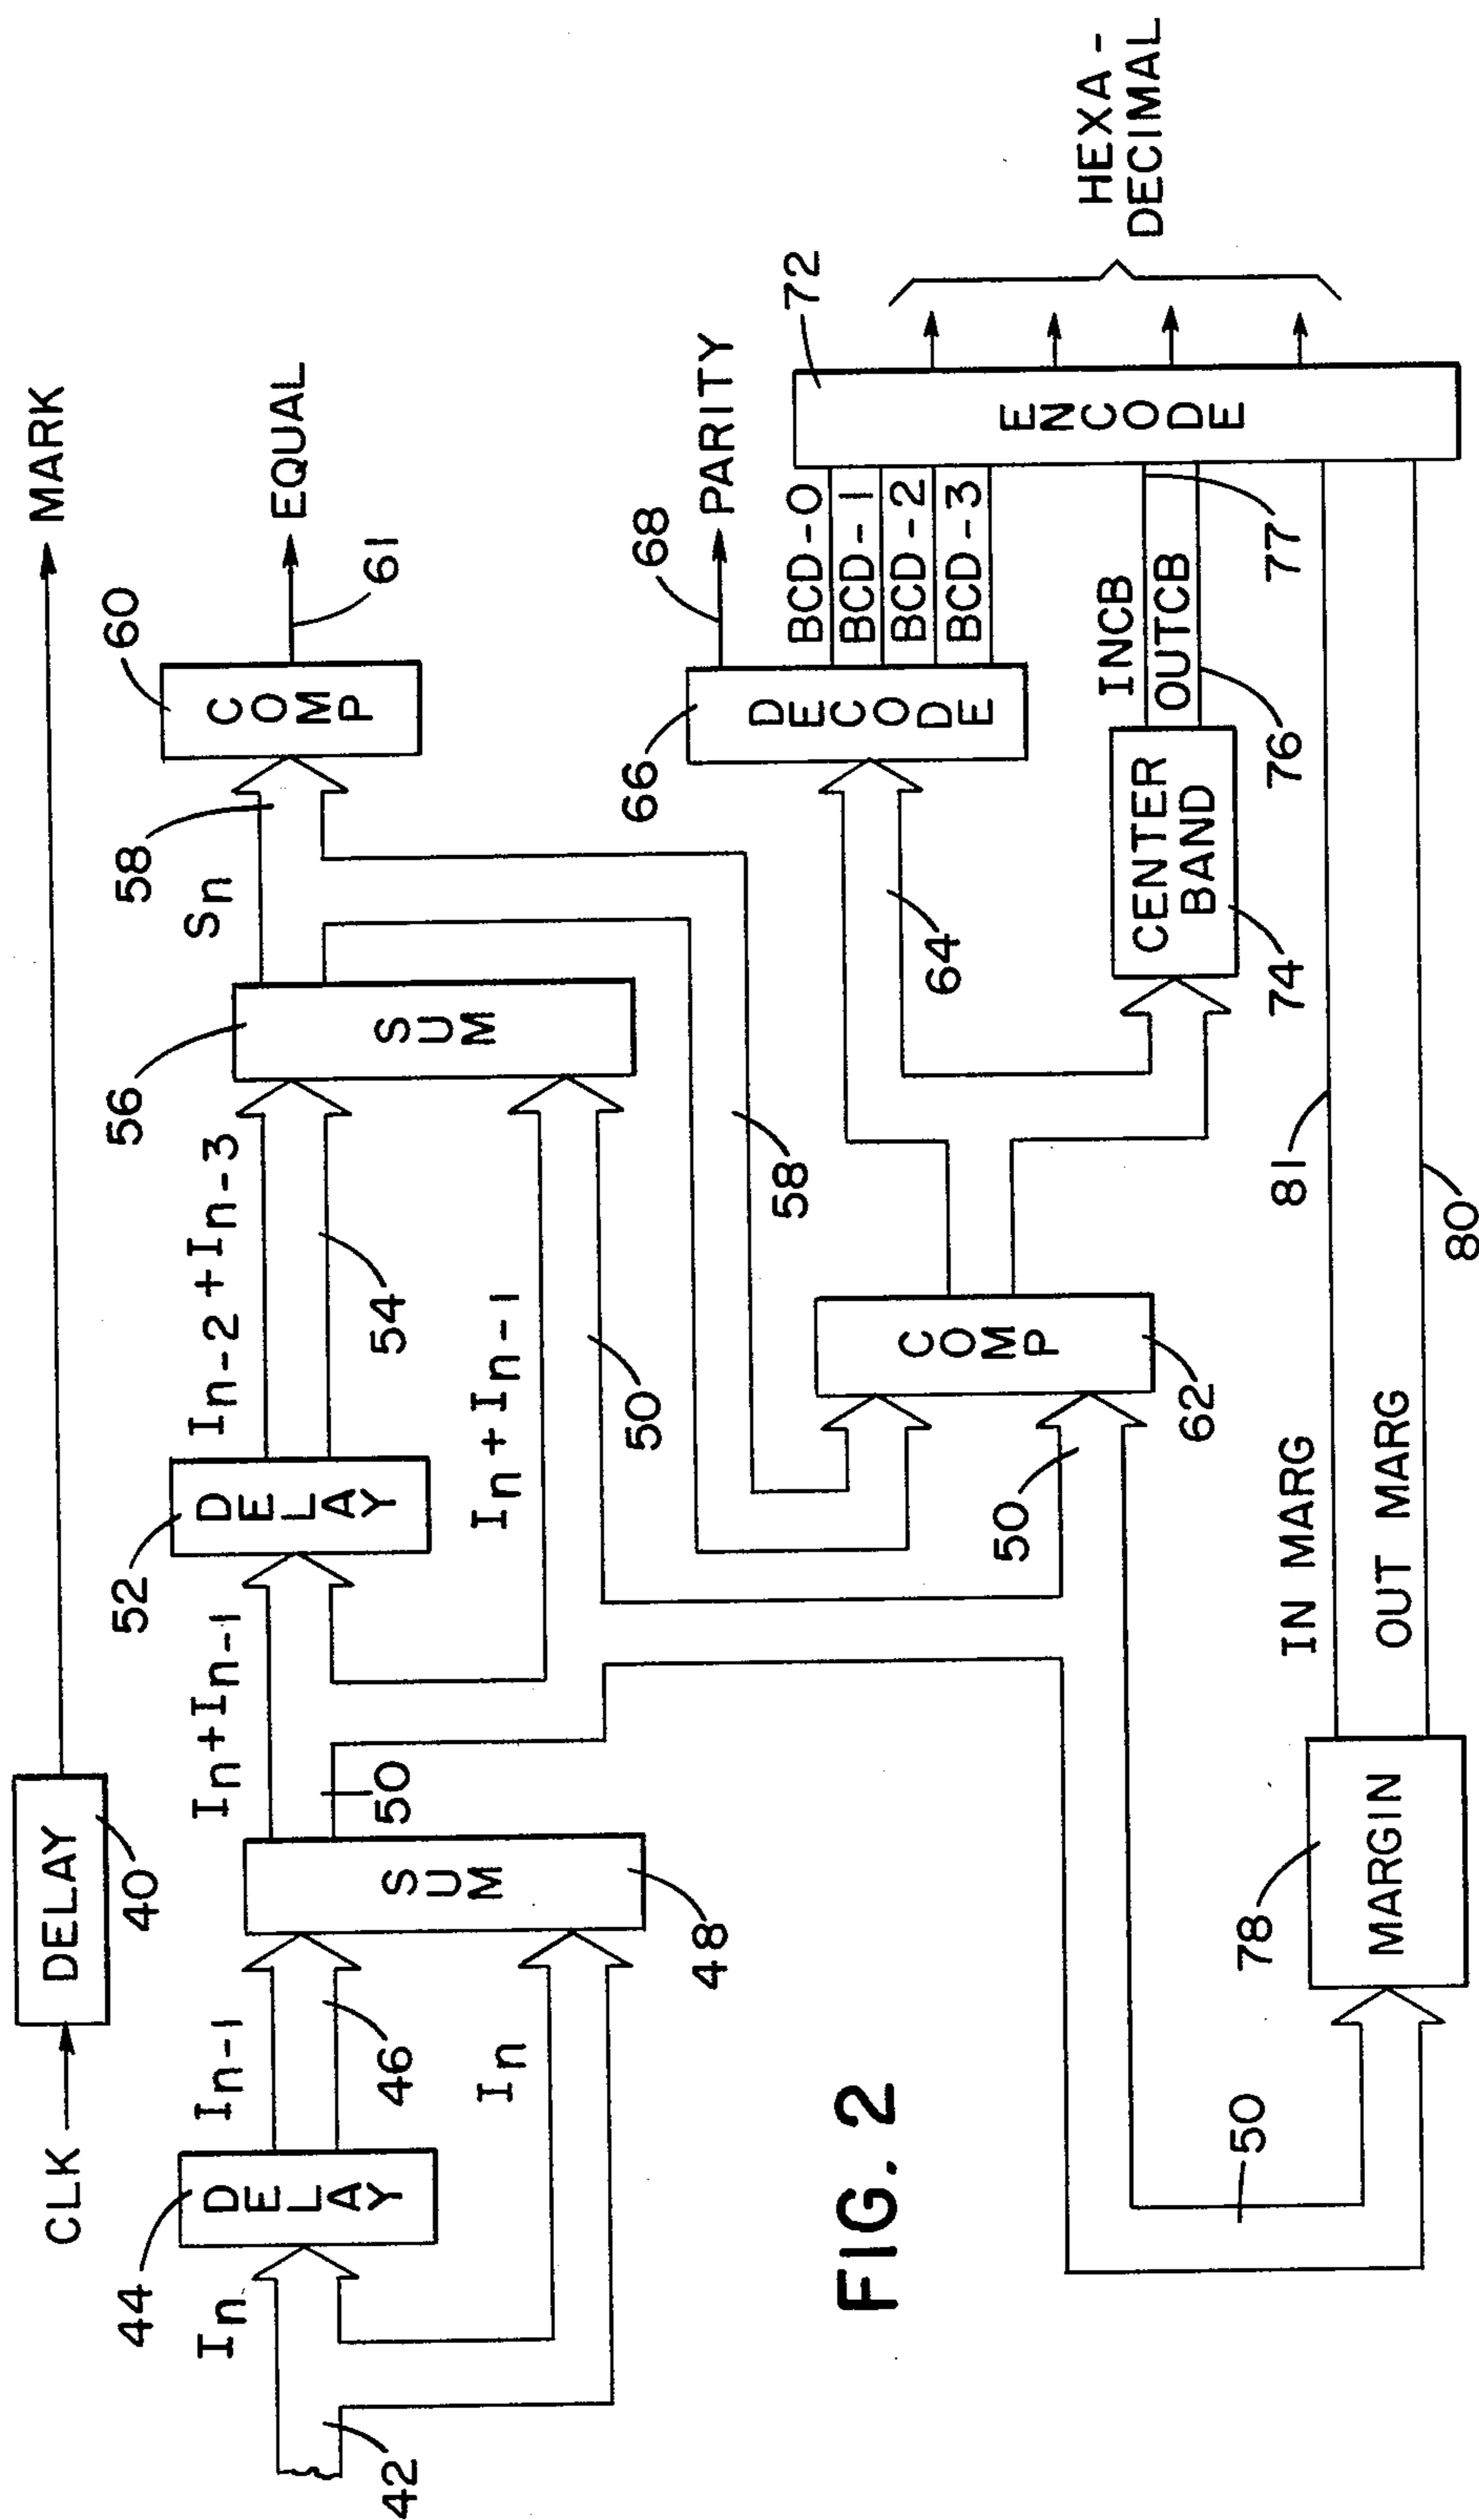 CLK
DELAY
40
MARK
44
In
DELAY
In-1
46
42
In
SUM
48
In+In-1
50
52
DELAY
In-2+In-3
54
In+In-1
50
56
SUM
Sn
58
60
COMP
61
EQUAL
58
50
COMP
62
64
66
DECODE
68
PARITY
BCD-0
BCD-1
BCD-2
BCD-3
72
ENCODE
HEXA-
DECIMAL
CENTER
BAND
74
INCB
OUTCB
76
77
50
78
MARGIN
IN MARG
OUT MARG
81
80
FIG. 2